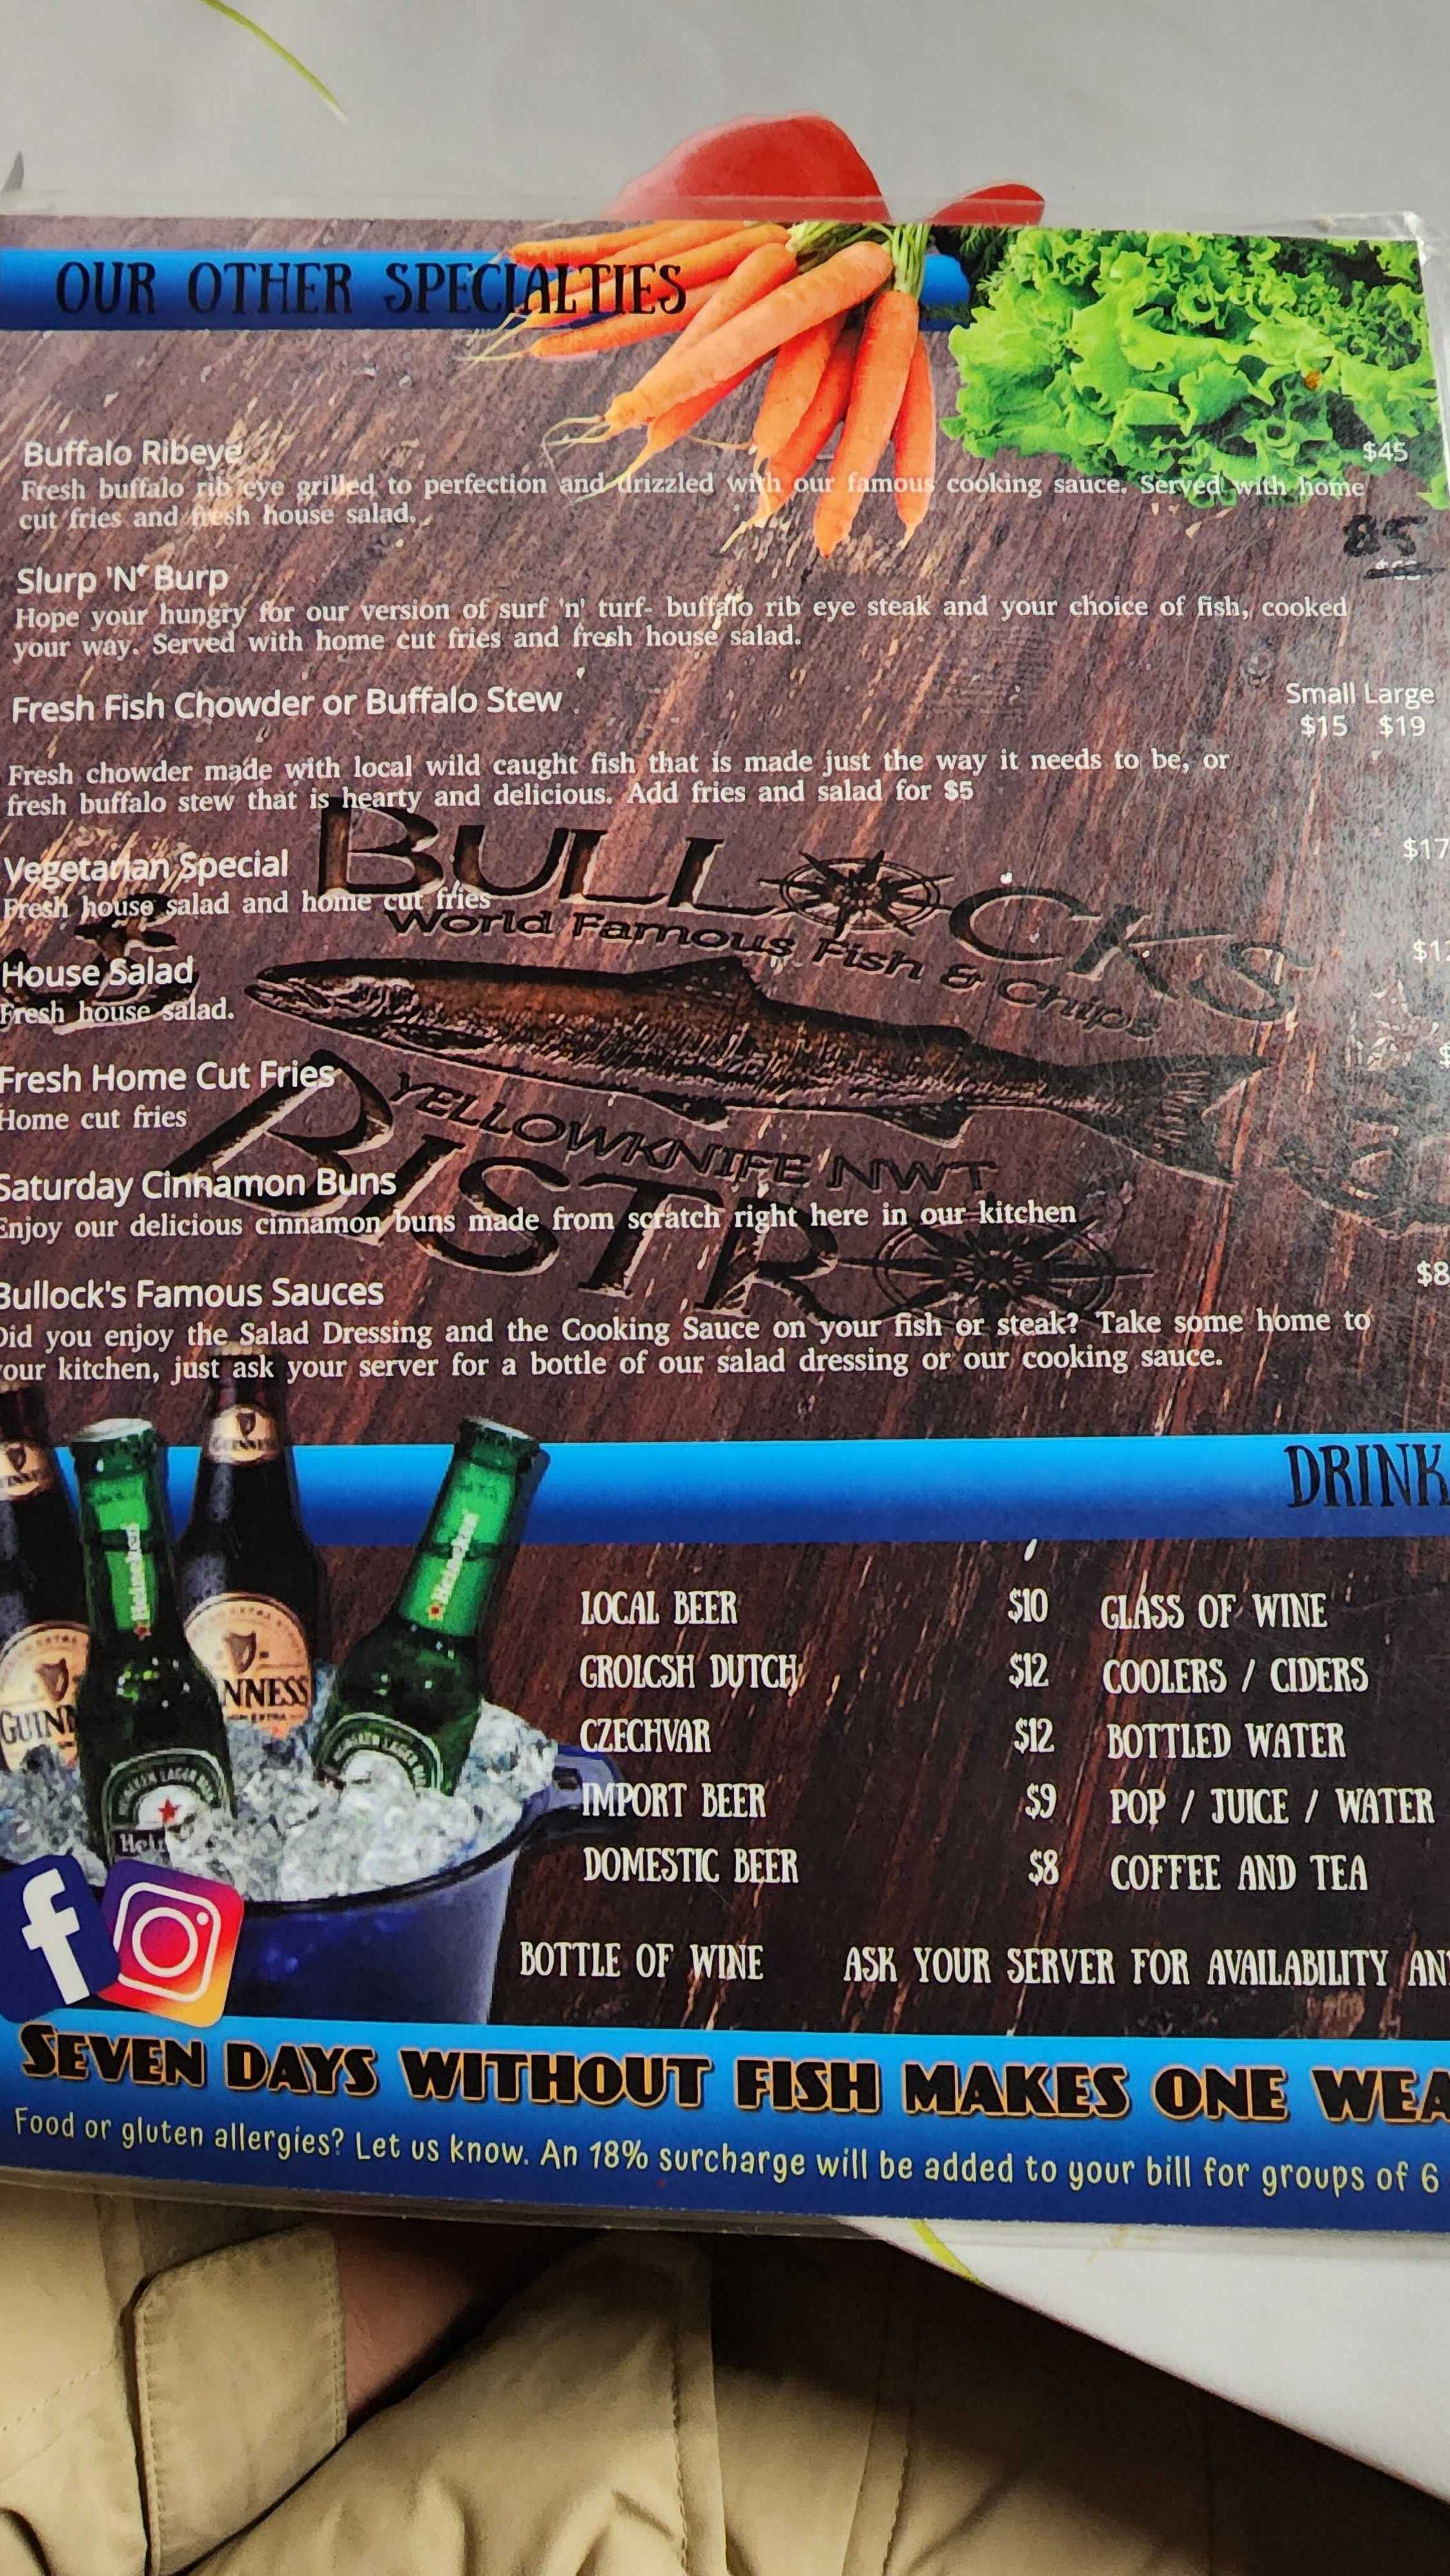 OUR OTHER SPECIALTIES
Buffalo Ribeye $45
Fresh buffalo rib eye grilled to perfection and drizzled with our famous cooking sauce. Served with home
cut fries and fresh house salad.
85
Slurp 'N' Burp
Hope your hungry for our version of surf 'n' turf- buffalo rib eye steak and your choice of fish, cooked
your way. Served with home cut fries and fresh house salad.
Fresh Fish Chowder or Buffalo Stew Small Large
$15 $19
Fresh chowder made with local wild caught fish that is made just the way it needs to be, or
fresh buffalo stew that is hearty and delicious. Add fries and salad for $5
Vegetarian Special $17
Fresh house salad and home cut fries
BULLOCKS
World Famous Fish & Chips
YELLOWKNIFE NWT
BISTRO
House Salad
Fresh house salad.
Fresh Home Cut Fries $
Home cut fries
Saturday Cinnamon Buns
Enjoy our delicious cinnamon buns made from scratch right here in our kitchen
Bullock's Famous Sauces $8
Did you enjoy the Salad Dressing and the Cooking Sauce on your fish or steak? Take some home to
your kitchen, just ask your server for a bottle of our salad dressing or our cooking sauce.
DRINK
LOCAL BEER $10 GLASS OF WINE
GROLCSH DUTCH $12 COOLERS / CIDERS
CZECHVAR $12 BOTTLED WATER
IMPORT BEER $9 POP / JUICE / WATER
DOMESTIC BEER $8 COFFEE AND TEA
BOTTLE OF WINE ASK YOUR SERVER FOR AVAILABILITY AN
GUINNESS
Heineken
Heineken
GUINN
NNESS
Hei
f
SEVEN DAYS WITHOUT FISH MAKES ONE WEA
Food or gluten allergies? Let us know. An 18% surcharge will be added to your bill for groups of 6